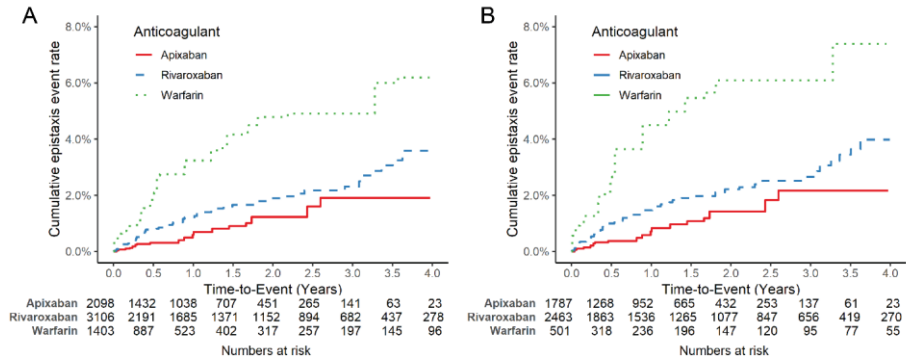 A
Cumulative epistaxis event rate
8.0%
6.0%
4.0%
2.0%
0.0%
Anticoagulant
Apixaban
Rivaroxaban
Warfarin
0.0 0.5 1.0 1.5 2.0 2.5 3.0 3.5 4.0
Time-to-Event (Years)
Apixaban 2098 1432 1038 707 451 265 141 63 23
Rivaroxaban 3106 2191 1685 1371 1152 894 682 437 278
Warfarin 1403 887 523 402 317 257 197 145 96
Numbers at risk
B
Cumulative epistaxis event rate
8.0%
6.0%
4.0%
2.0%
0.0%
Anticoagulant
Apixaban
Rivaroxaban
Warfarin
0.0 0.5 1.0 1.5 2.0 2.5 3.0 3.5 4.0
Time-to-Event (Years)
Apixaban 1787 1268 952 665 432 253 137 61 23
Rivaroxaban 2463 1863 1536 1265 1077 847 656 419 270
Warfarin 501 318 236 196 147 120 95 77 55
Numbers at risk